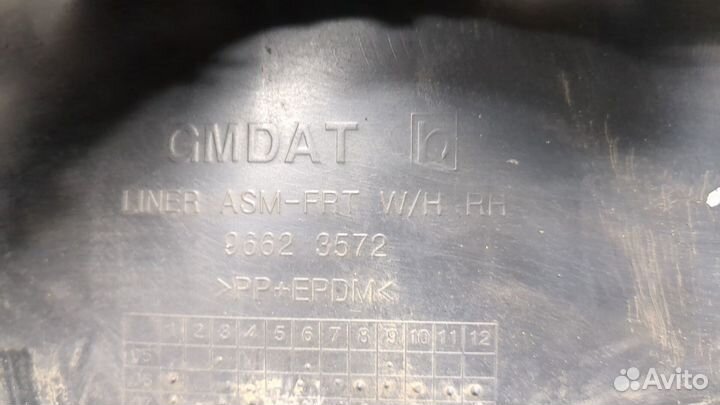 GMDAT b
LINER ASM-FRT W/H RH
9662 3572
>PP+EPDM<
1 2 3 4 5 6 7 8 9 10 11 12
05
Avito